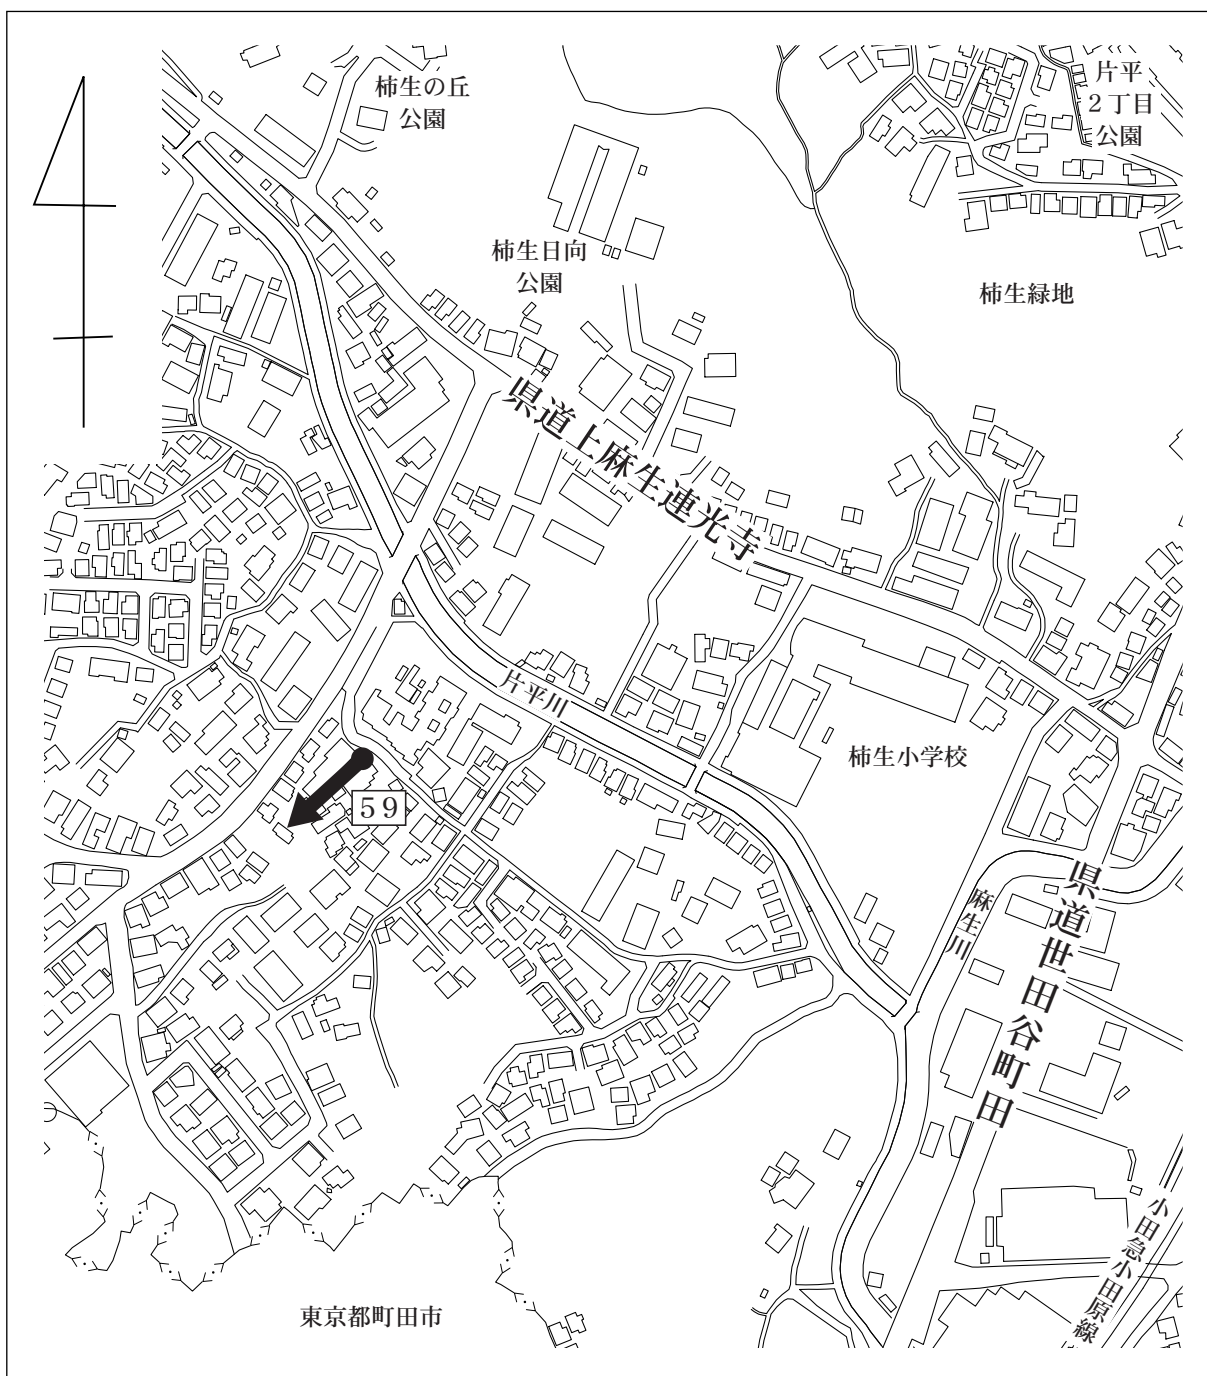 柿生の丘
公園
片平
２丁目
公園
柿生日向
公園
柿生緑地
県道上麻生連光寺
片平川
柿生小学校
５９
県道世田谷町田
麻生川
小田急小田原線
東京都町田市